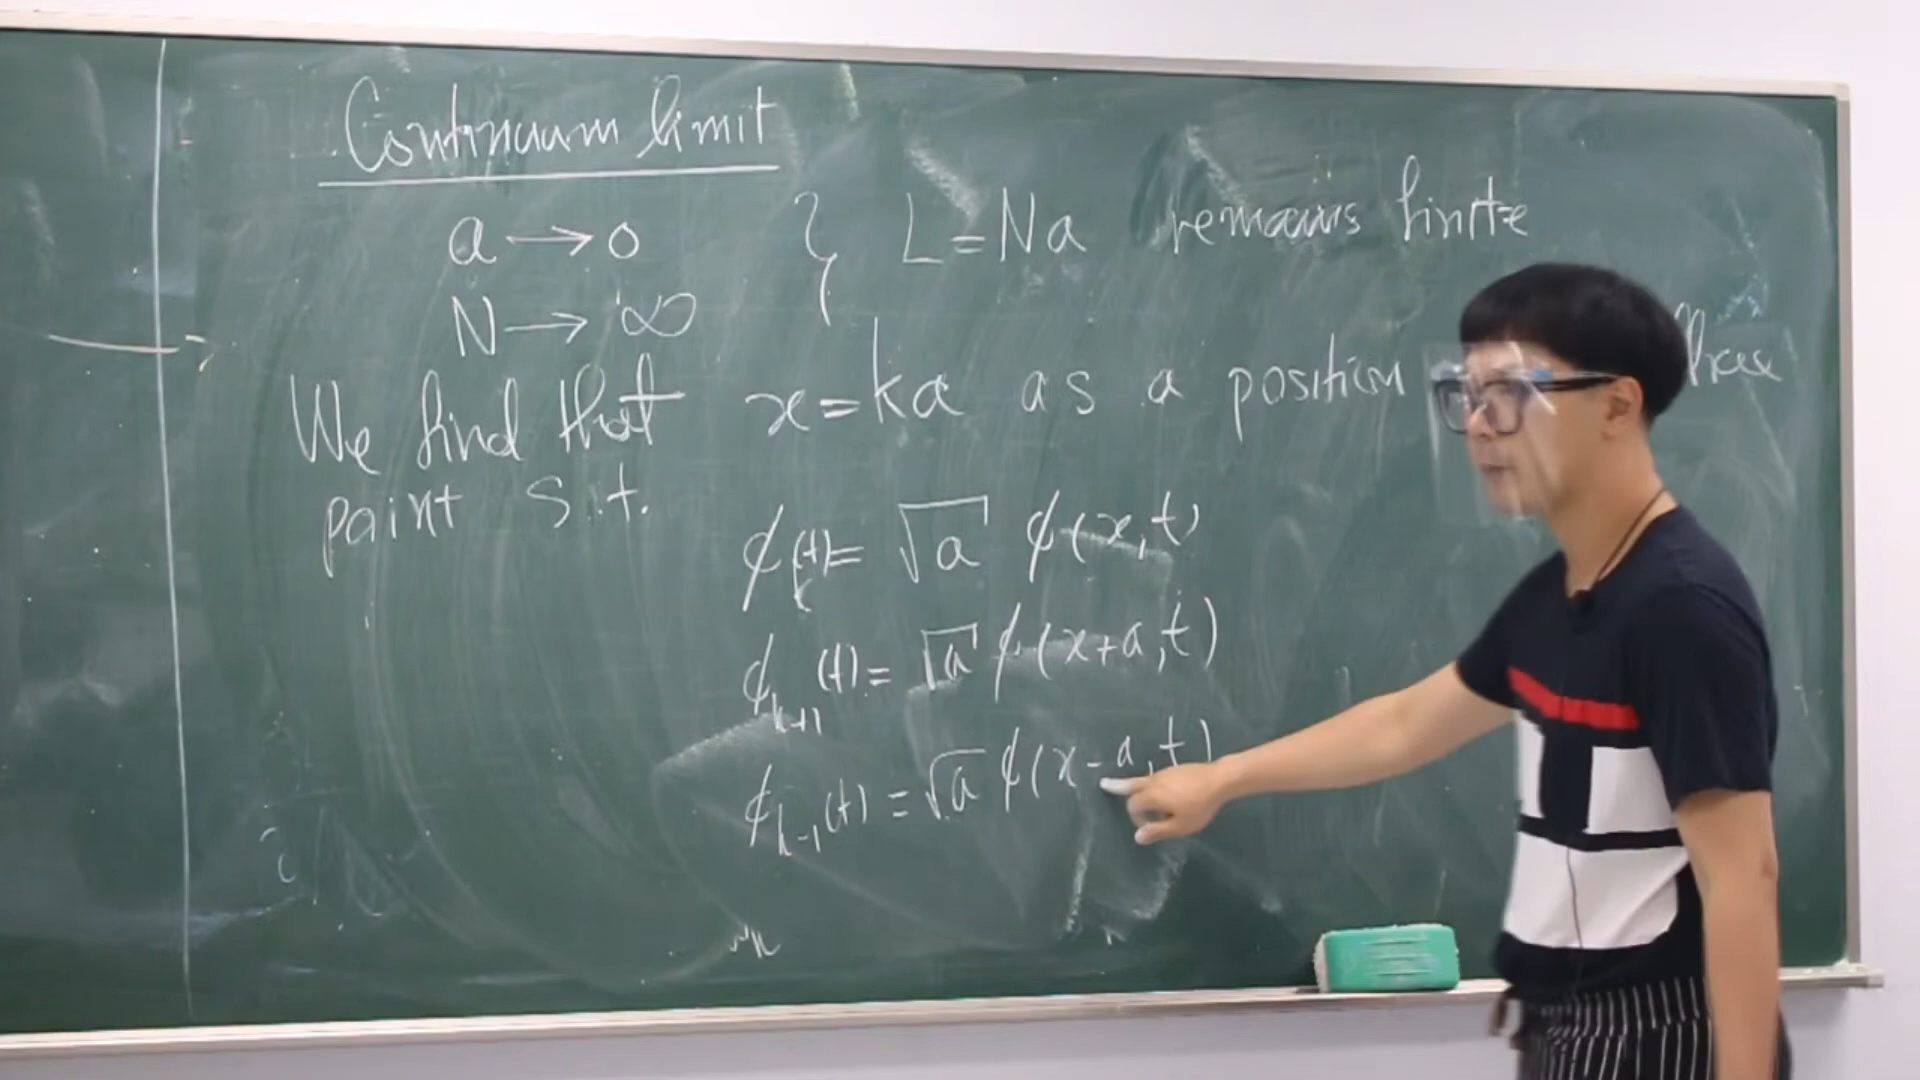 Continuum limit
a → 0 } L = Na remains finite
N → ∞
We find that x = ka as a position
point s.t.
ϕ_k(t) = √a ϕ(x,t)
ϕ_{k+1}(t) = √a ϕ(x+a,t)
ϕ_{k-1}(t) = √a ϕ(x-a,t)